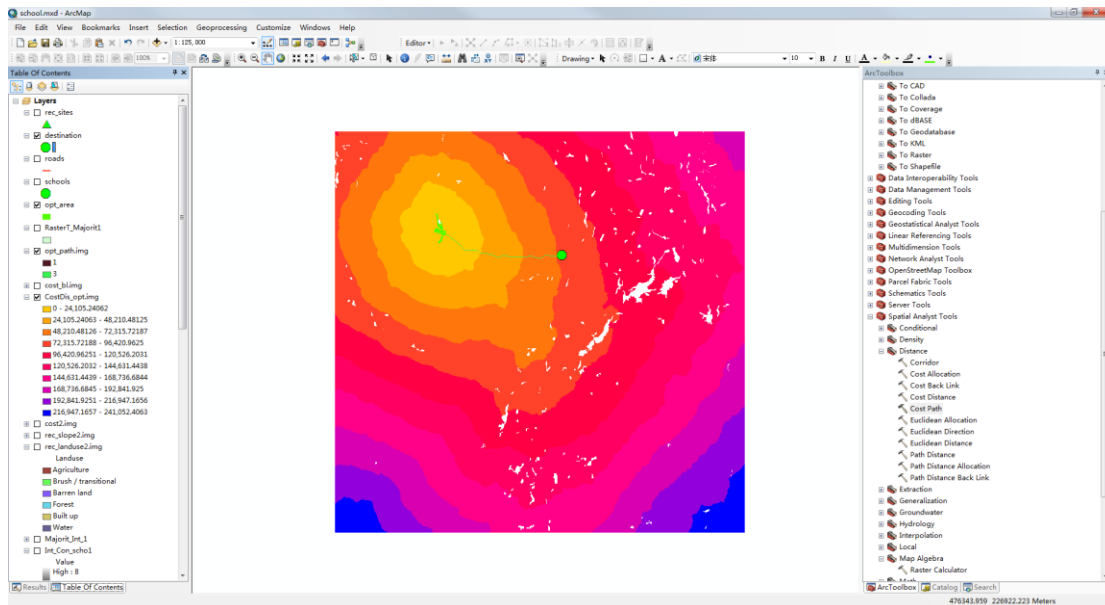 school.mxd - ArcMap
File Edit View Bookmarks Insert Selection Geoprocessing Customize Windows Help
1:125,000
Editor
100%
Drawing
宋体
10
B I U A
Table Of Contents
Layers
rec_sites
destination
roads
schools
opt_area
RasterT_Majorit1
opt_path.img
1
3
cost_bl.img
CostDis_opt.img
0 - 24,105.24062
24,105.24063 - 48,210.48125
48,210.48126 - 72,315.72187
72,315.72188 - 96,420.9625
96,420.96251 - 120,526.2031
120,526.2032 - 144,631.4438
144,631.4439 - 168,736.6844
168,736.6845 - 192,841.925
192,841.9251 - 216,947.1656
216,947.1657 - 241,052.4063
cost2.img
rec_slope2.img
rec_landuse2.img
Landuse
Agriculture
Brush / transitional
Barren land
Forest
Built up
Water
Majorit_Int_1
Int_Con_scho1
Value
High : 8
Results
Table Of Contents
ArcToolbox
To CAD
To Collada
To Coverage
To dBASE
To Geodatabase
To KML
To Raster
To Shapefile
Data Interoperability Tools
Data Management Tools
Editing Tools
Geocoding Tools
Geostatistical Analyst Tools
Linear Referencing Tools
Multidimension Tools
Network Analyst Tools
OpenStreetMap Toolbox
Parcel Fabric Tools
Schematics Tools
Server Tools
Spatial Analyst Tools
Conditional
Density
Distance
Corridor
Cost Allocation
Cost Back Link
Cost Distance
Cost Path
Euclidean Allocation
Euclidean Direction
Euclidean Distance
Path Distance
Path Distance Allocation
Path Distance Back Link
Extraction
Generalization
Groundwater
Hydrology
Interpolation
Local
Map Algebra
Raster Calculator
ArcToolbox
Catalog
Search
476343.959 226922.223 Meters